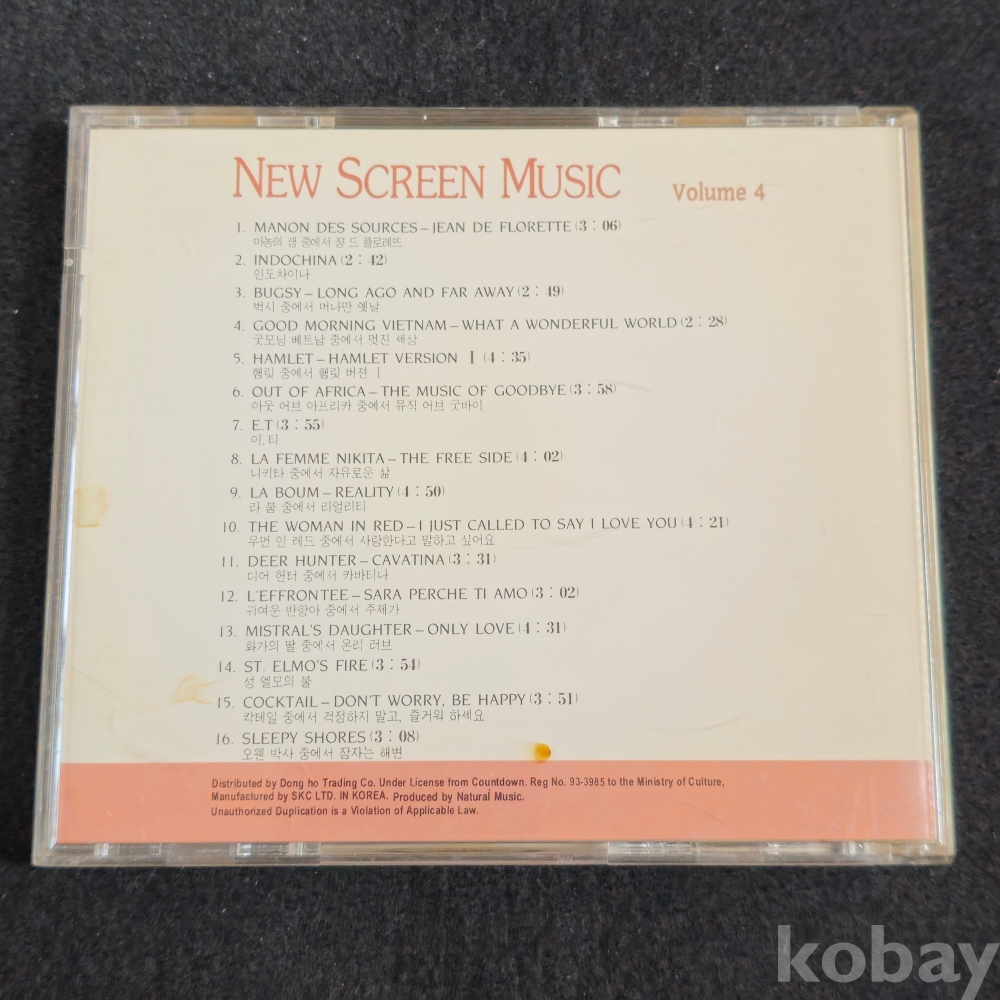 NEW SCREEN MUSIC Volume 4
1. MANON DES SOURCES – JEAN DE FLORETTE (3 : 06)
마농의 샘 중에서 쟝 드 플로레뜨
2. INDOCHINA (2 : 42)
인도차이나
3. BUGSY – LONG AGO AND FAR AWAY (2 : 49)
벅시 중에서 머나먼 옛날
4. GOOD MORNING VIETNAM – WHAT A WONDERFUL WORLD (2 : 28)
굿모닝 베트남 중에서 멋진 세상
5. HAMLET – HAMLET VERSION Ⅰ (4 : 35)
햄릿 중에서 햄릿 버젼 Ⅰ
6. OUT OF AFRICA – THE MUSIC OF GOODBYE (3 : 58)
아웃 어브 아프리카 중에서 뮤직 어브 굿바이
7. E.T (3 : 55)
이.티
8. LA FEMME NIKITA – THE FREE SIDE (4 : 02)
니키타 중에서 자유로운 삶
9. LA BOUM – REALITY (4 : 50)
라 붐 중에서 리얼리티
10. THE WOMAN IN RED – I JUST CALLED TO SAY I LOVE YOU (4 : 21)
우먼 인 레드 중에서 사랑한다고 말하고 싶어요
11. DEER HUNTER – CAVATINA (3 : 31)
디어 헌터 중에서 카바티나
12. L'EFFRONTEE – SARA PERCHE TI AMO (3 : 02)
귀여운 반항아 중에서 주제가
13. MISTRAL'S DAUGHTER – ONLY LOVE (4 : 31)
화가의 딸 중에서 온리 러브
14. ST. ELMO'S FIRE (3 : 54)
성 엘모의 불
15. COCKTAIL – DON'T WORRY, BE HAPPY (3 : 51)
칵테일 중에서 걱정하지 말고, 즐거워 하세요
16. SLEEPY SHORES (3 : 08)
오웬 박사 중에서 잠자는 해변
Distributed by Dong ho Trading Co. Under License from Countdown. Reg No. 93-3985 to the Ministry of Culture,
Manufactured by SKC LTD. IN KOREA. Produced by Natural Music.
Unauthorized Duplication is a Violation of Applicable Law.
kobay